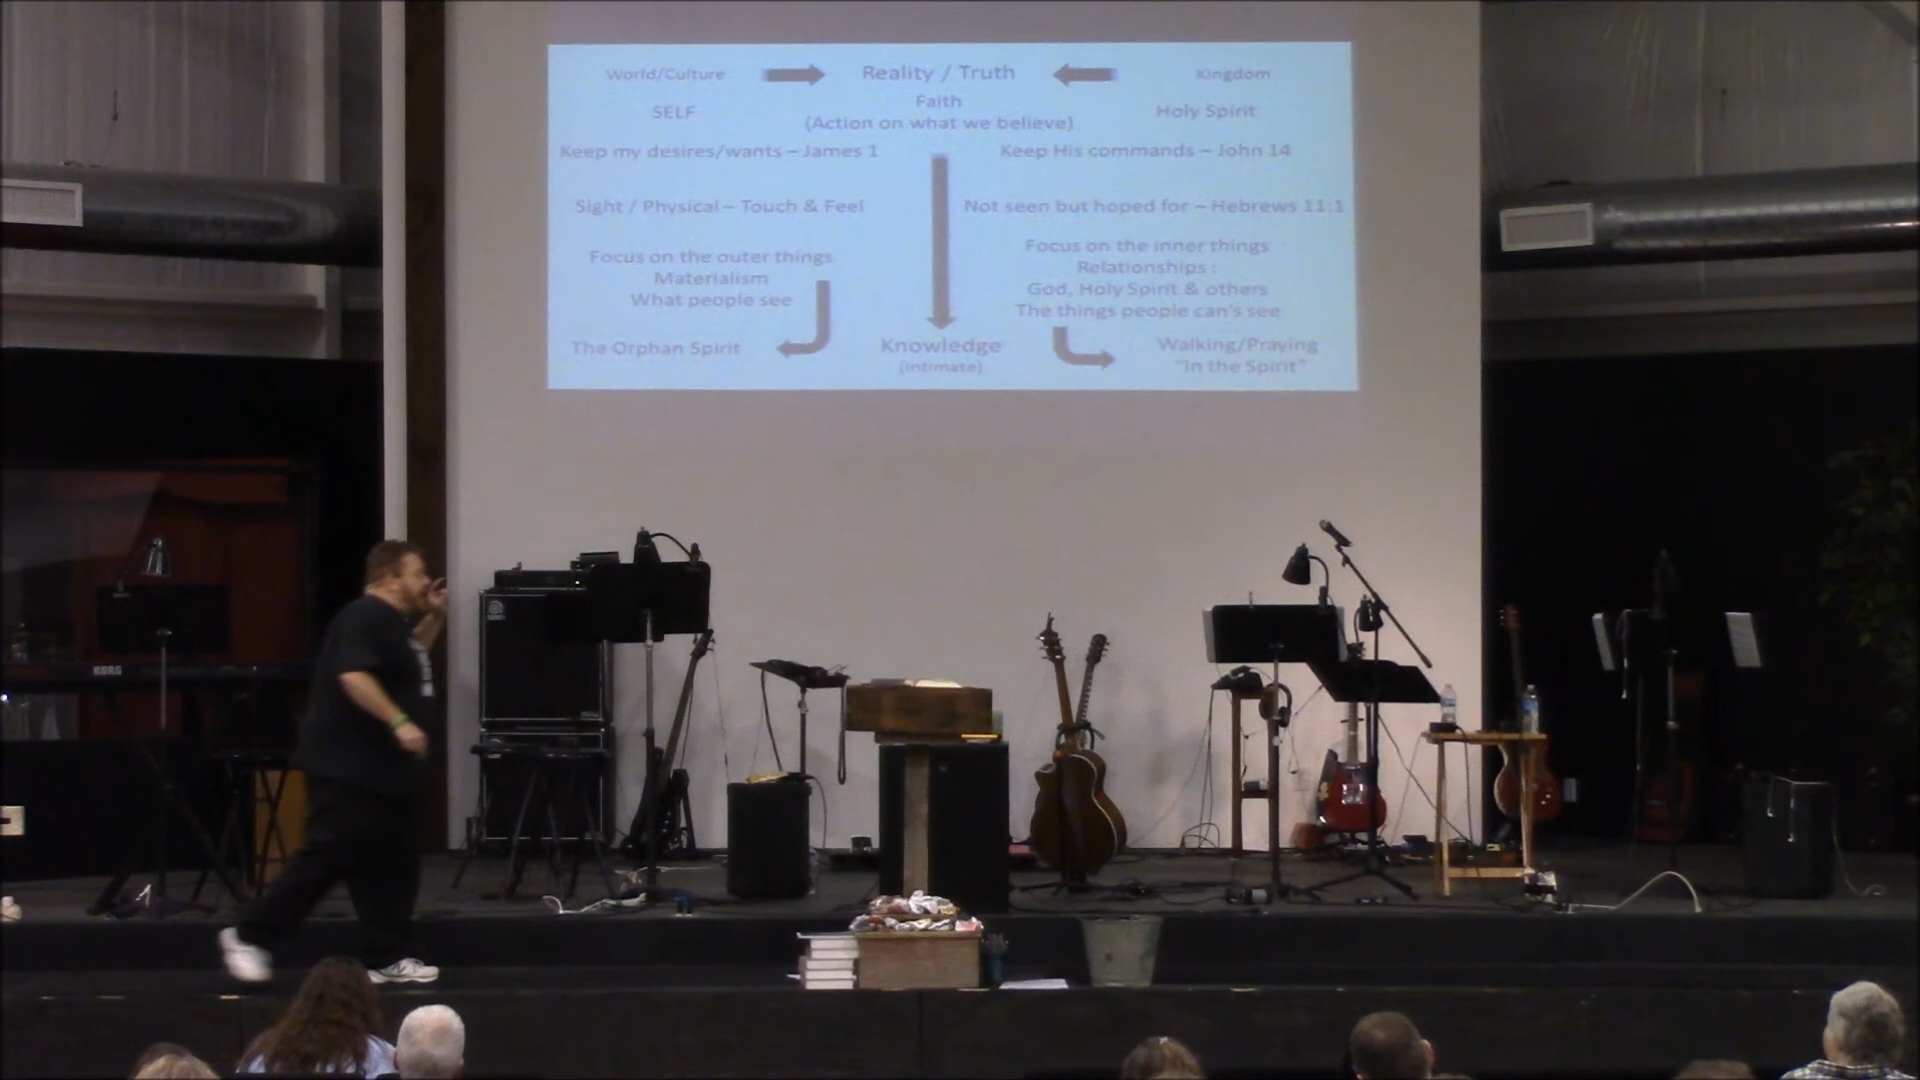 World/Culture
Reality / Truth
Kingdom
SELF
Faith
(Action on what we believe)
Holy Spirit
Keep my desires/wants – James 1
Keep His commands – John 14
Sight / Physical – Touch & Feel
Not seen but hoped for – Hebrews 11:1
Focus on the outer things
Materialism
What people see
Focus on the inner things
Relationships :
God, Holy Spirit & others
The things people can's see
The Orphan Spirit
Knowledge
(intimate)
Walking/Praying
"in the Spirit"
KORG